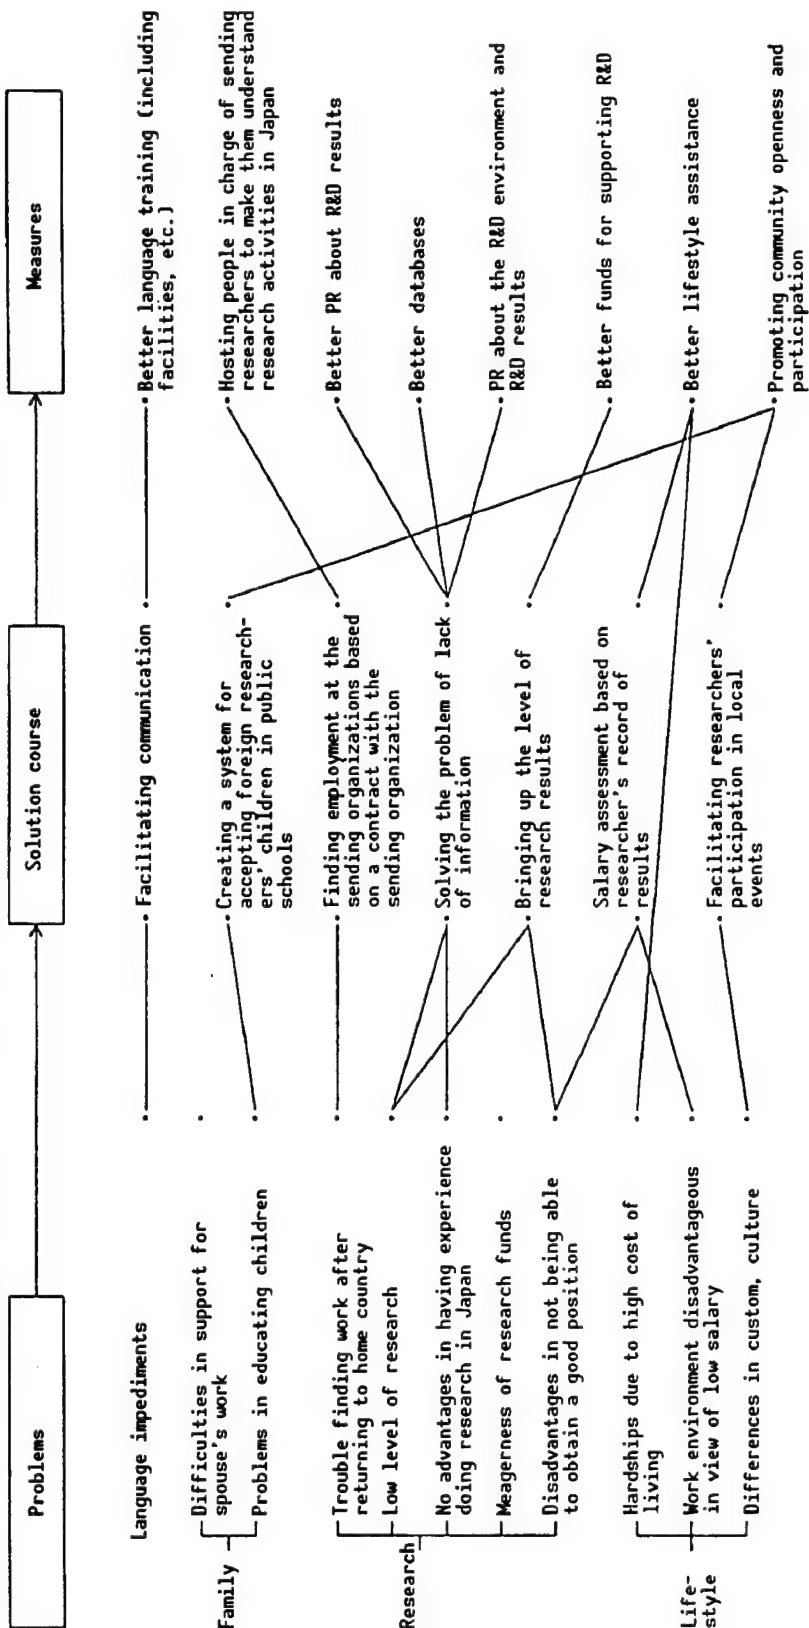 Problems
Solution course
Measures
Language impediments
Family
Difficulties in support for
spouse's work
Problems in educating children
Research
Trouble finding work after
returning to home country
Low level of research
No advantages in having experience
doing research in Japan
Meagerness of research funds
Disadvantages in not being able
to obtain a good position
Life-
style
Hardships due to high cost of
living
Work environment disadvantageous
in view of low salary
Differences in custom, culture
Facilitating communication
Creating a system for
accepting foreign research-
ers' children in public
schools
Finding employment at the
sending organizations based
on a contract with the
sending organization
Solving the problem of lack
of information
Bringing up the level of
research results
Salary assessment based on
researcher's record of
results
Facilitating researchers'
participation in local
events
Better language training (including
facilities, etc.)
Hosting people in charge of sending
researchers to make them understand
research activities in Japan
Better PR about R&D results
Better databases
PR about the R&D environment and
R&D results
Better funds for supporting R&D
Better lifestyle assistance
Promoting community openness and
participation